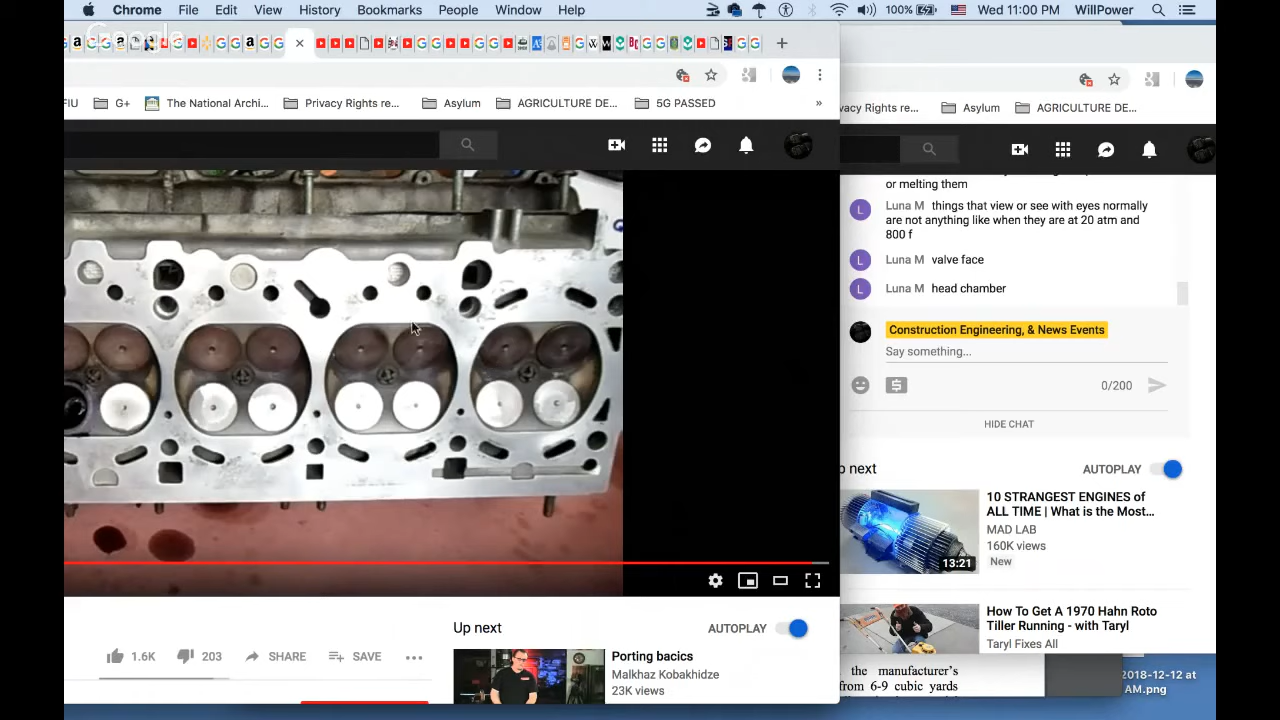 Chrome File Edit View History Bookmarks People Window Help 100% Wed 11:00 PM WillPower
Google
FIU G+ The National Archi... Privacy Rights re... Asylum AGRICULTURE DE... 5G PASSED »
vacy Rights re... Asylum AGRICULTURE DE...
or melting them
Luna M things that view or see with eyes normally
are not anything like when they are at 20 atm and
800 f
Luna M valve face
Luna M head chamber
Construction Engineering, & News Events
Say something...
0/200
HIDE CHAT
p next AUTOPLAY
10 STRANGEST ENGINES of
ALL TIME | What is the Most...
MAD LAB
160K views
New
13:21
How To Get A 1970 Hahn Roto
Tiller Running - with Taryl
Taryl Fixes All
1.6K 203 SHARE SAVE
Up next AUTOPLAY
Porting bacics
Malkhaz Kobakhidze
23K views
the manufacturer's
from 6-9 cubic yards
2018-12-12 at
AM.png